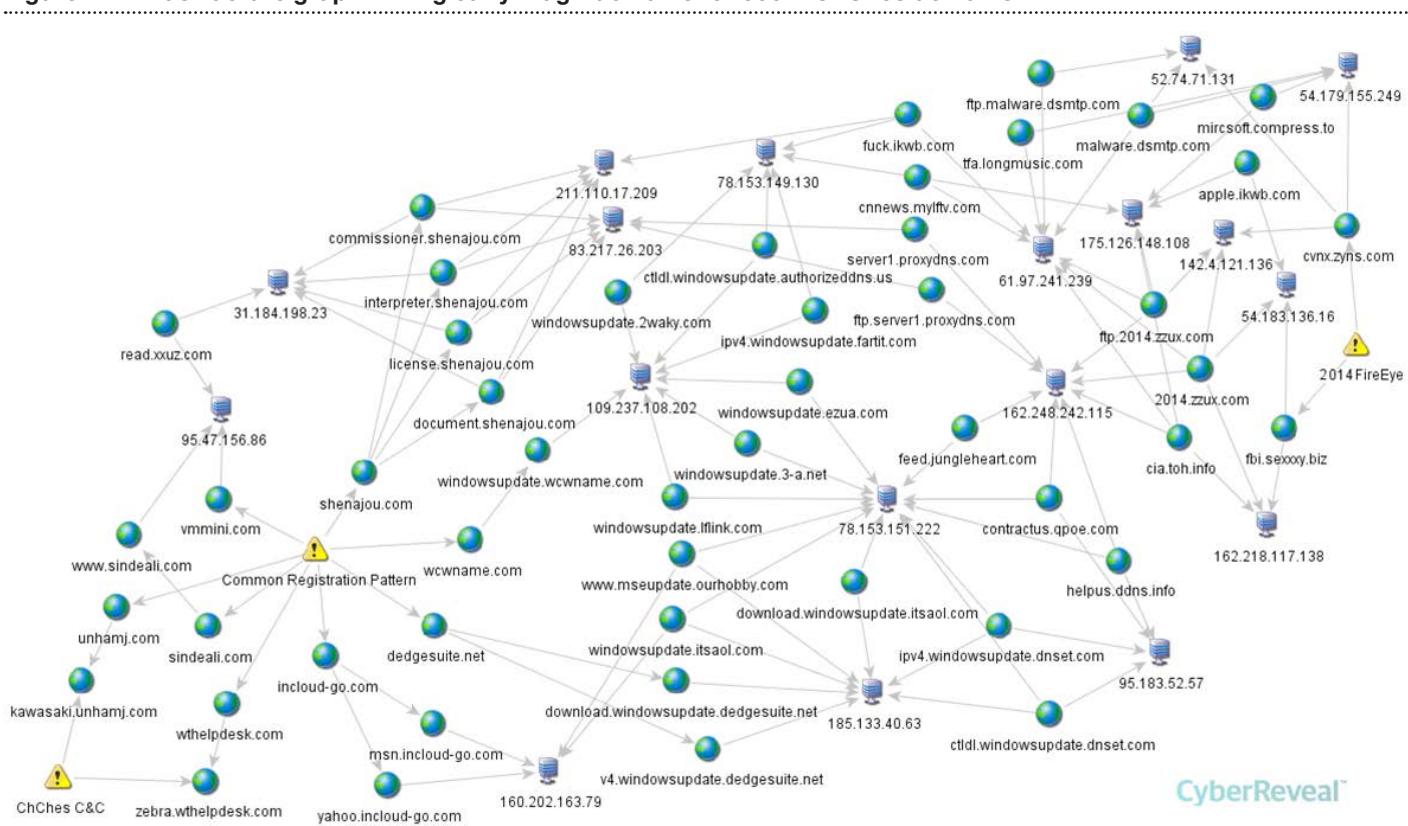 52.74.71.131
54.179.155.249
ftp.malware.dsmtp.com
mircsoft.compress.to
fuck.ikwb.com
malware.dsmtp.com
tfa.longmusic.com
211.110.17.209
78.153.149.130
apple.ikwb.com
cnnews.mylftv.com
commissioner.shenajou.com
83.217.26.203
175.126.148.108
server1.proxydns.com
142.4.121.136
cvnx.zyns.com
ctldl.windowsupdate.authorizeddns.us
61.97.241.239
interpreter.shenajou.com
31.184.198.23
windowsupdate.2waky.com
ftp.server1.proxydns.com
54.183.136.16
ftp.2014.zzux.com
ipv4.windowsupdate.fartit.com
read.xxuz.com
license.shenajou.com
2014FireEye
2014.zzux.com
109.237.108.202
windowsupdate.ezua.com
162.248.242.115
document.shenajou.com
95.47.156.86
feed.jungleheart.com
fbi.sexxxy.biz
cia.toh.info
windowsupdate.3-a.net
windowsupdate.wcwname.com
shenajou.com
vmmini.com
windowsupdate.lflink.com
78.153.151.222
contractus.qpoe.com
162.218.117.138
www.sindeali.com
wcwname.com
Common Registration Pattern
www.mseupdate.ourhobby.com
helpus.ddns.info
download.windowsupdate.itsaol.com
unhamj.com
windowsupdate.itsaol.com
sindeali.com
dedgesuite.net
ipv4.windowsupdate.dnset.com
95.183.52.57
incloud-go.com
kawasaki.unhamj.com
download.windowsupdate.dedgesuite.net
185.133.40.63
wthelpdesk.com
ctldl.windowsupdate.dnset.com
msn.incloud-go.com
v4.windowsupdate.dedgesuite.net
160.202.163.79
ChChes C&C
zebra.wthelpdesk.com
yahoo.incloud-go.com
CyberReveal™